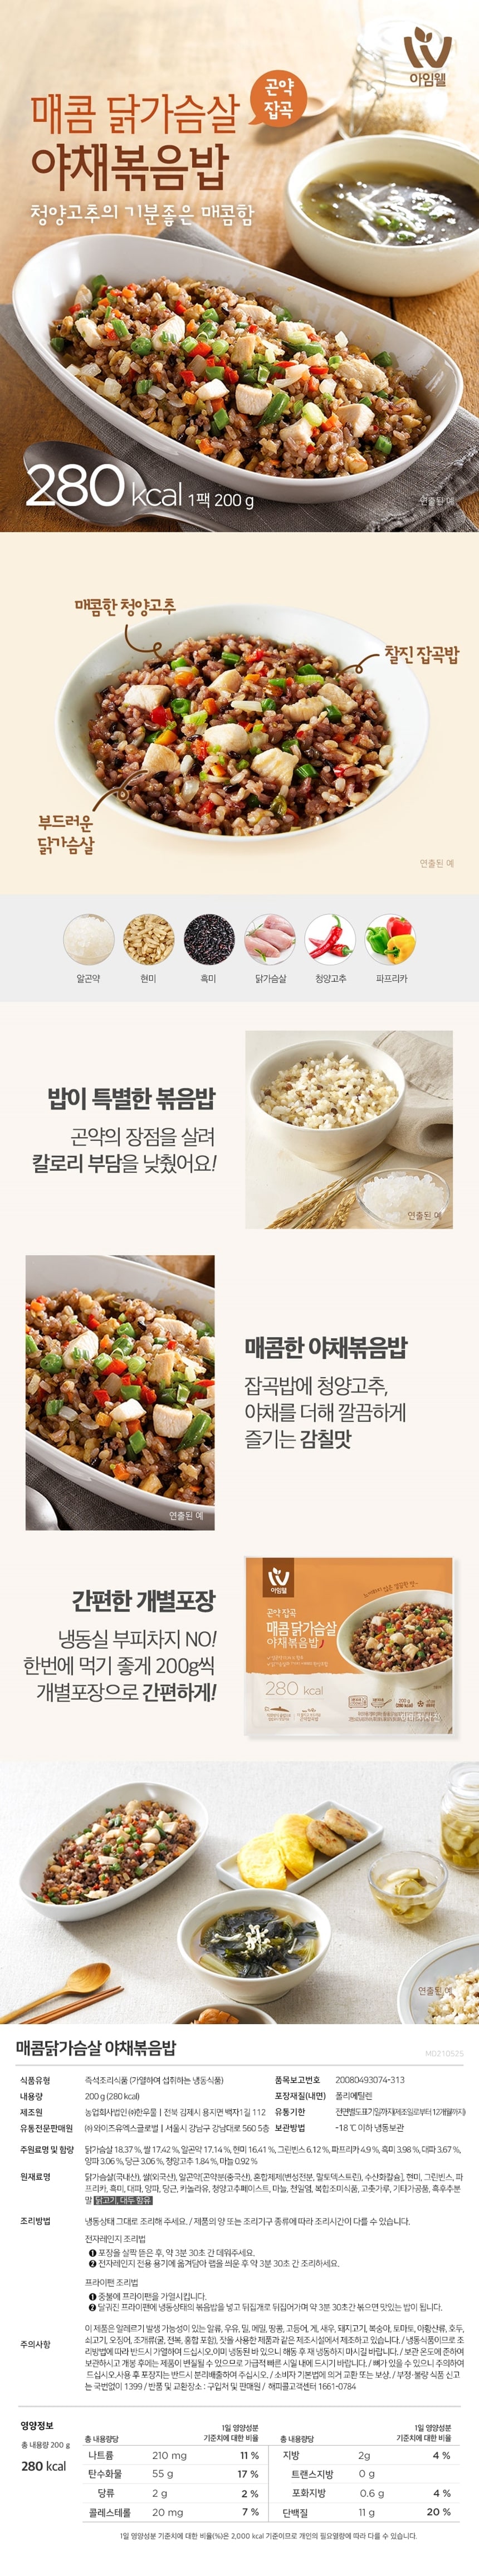 아임웰
곤약
잡곡
매콤 닭가슴살
야채볶음밥
청양고추의 기분좋은 매콤함
280 kcal 1팩 200 g
연출된 예
매콤한 청양고추
찰진 잡곡밥
부드러운
닭가슴살
연출된 예
알곤약 현미 흑미 닭가슴살 청양고추 파프리카
밥이 특별한 볶음밥
곤약의 장점을 살려
칼로리 부담을 낮췄어요!
연출된 예
매콤한 야채볶음밥
잡곡밥에 청양고추,
야채를 더해 깔끔하게
즐기는 감칠맛
연출된 예
간편한 개별포장
냉동실 부피차지 NO!
한번에 먹기 좋게 200g씩
개별포장으로 간편하게!
아임웰
곤약 잡곡
매콤 닭가슴살
야채볶음밥
280 kcal
연출된 예
매콤닭가슴살 야채볶음밥
MD210525
식품유형 즉석조리식품 (가열하여 섭취하는 냉동식품) 품목보고번호 20080493074-313
내용량 200 g (280 kcal) 포장재질(내면) 폴리에틸렌
제조원 농업회사법인 ㈜한우물 | 전북 김제시 용지면 백자1길 112 유통기한 전면별도표기일까지(제조일로부터 12개월까지)
유통전문판매원 ㈜ 와이즈유엑스글로벌 | 서울시 강남구 강남대로 560 5층 보관방법 -18 ℃ 이하 냉동보관
주원료명 및 함량 닭가슴살 18.37 %, 쌀 17.42 %, 알곤약 17.14 %, 현미 16.41 %, 그린빈스 6.12 %, 파프리카 4.9 %, 흑미 3.98 %, 대파 3.67 %,
양파 3.06 %, 당근 3.06 %, 청양고추 1.84 %, 마늘 0.92 %
원재료명 닭가슴살(국내산), 쌀(외국산), 알곤약[곤약분(중국산), 혼합제제(변성전분, 말토덱스트린), 수산화칼슘], 현미, 그린빈스, 파
프리카, 흑미, 대파, 양파, 당근, 카놀라유, 청양고추페이스트, 마늘, 천일염, 복합조미식품, 고춧가루, 기타가공품, 흑후추분
말 닭고기, 대두 함유
조리방법 냉동상태 그대로 조리해 주세요. / 제품의 양 또는 조리기구 종류에 따라 조리시간이 다를 수 있습니다.
전자레인지 조리법
❶ 포장을 살짝 뜯은 후, 약 3분 30초 간 데워주세요.
❷ 전자레인지 전용 용기에 옮겨담아 랩을 씌운 후 약 3분 30초 간 조리하세요.
프라이팬 조리법
❶ 중불에 프라이팬을 가열시킵니다.
❷ 달궈진 프라이팬에 냉동상태의 볶음밥을 넣고 뒤집개로 뒤집어가며 약 3분 30초간 볶으면 맛있는 밥이 됩니다.
주의사항 이 제품은 알레르기 발생 가능성이 있는 알류, 우유, 밀, 메밀, 땅콩, 고등어, 게, 새우, 돼지고기, 복숭아, 토마토, 아황산류, 호두,
쇠고기, 오징어, 조개류(굴, 전복, 홍합 포함), 잣을 사용한 제품과 같은 제조시설에서 제조하고 있습니다. / 냉동식품이므로 조
리방법에 따라 반드시 가열하여 드십시오.이미 냉동된 바 있으니 해동 후 재 냉동하지 마시길 바랍니다. / 보관 온도에 준하여
보관하시고 개봉 후에는 제품이 변질될 수 있으므로 가급적 빠른 시일 내에 드시기 바랍니다. / 뼈가 있을 수 있으니 주의하여
드십시오.사용 후 포장지는 반드시 분리배출하여 주십시오. / 소비자 기본법에 의거 교환 또는 보상. / 부정·불량 식품 신고
는 국번없이 1399 / 반품 및 교환장소 : 구입처 및 판매원 / 해피콜고객센터 1661-0784
영양정보
총 내용량 200 g
280 kcal
총 내용량당 1일 영양성분 기준치에 대한 비율 총 내용량당 1일 영양성분 기준치에 대한 비율
나트륨 210 mg 11 % 지방 2g 4 %
탄수화물 55 g 17 % 트랜스지방 0 g
당류 2 g 2 % 포화지방 0.6 g 4 %
콜레스테롤 20 mg 7 % 단백질 11 g 20 %
1일 영양성분 기준치에 대한 비율(%)은 2,000 kcal 기준이므로 개인의 필요열량에 따라 다를 수 있습니다.